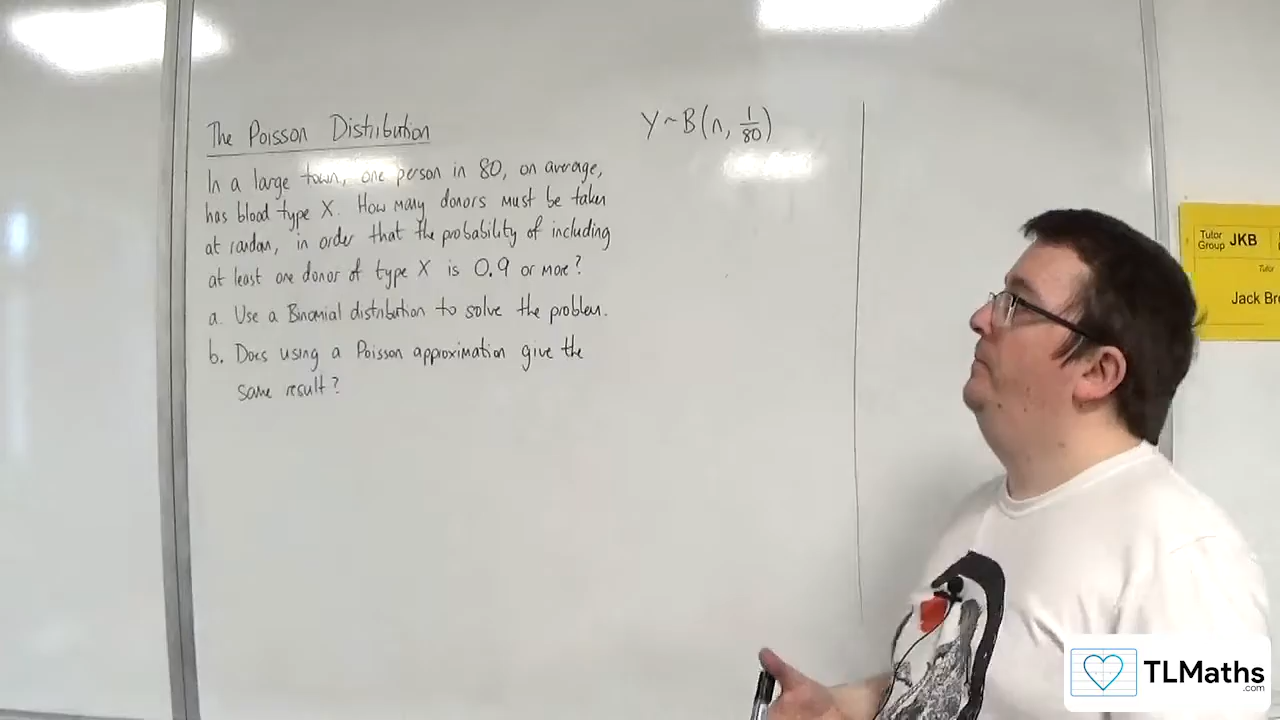 The Poisson Distribution
In a large town, one person in 80, on average,
has blood type X. How many donors must be taken
at random, in order that the probability of including
at least one donor of type X is 0.9 or more?
a. Use a Binomial distribution to solve the problem.
b. Does using a Poisson approximation give the
same result?
Y ~ B(n, 1/80)
Tutor
Group JKB
Tutor
Jack Bre
TLMaths
.com